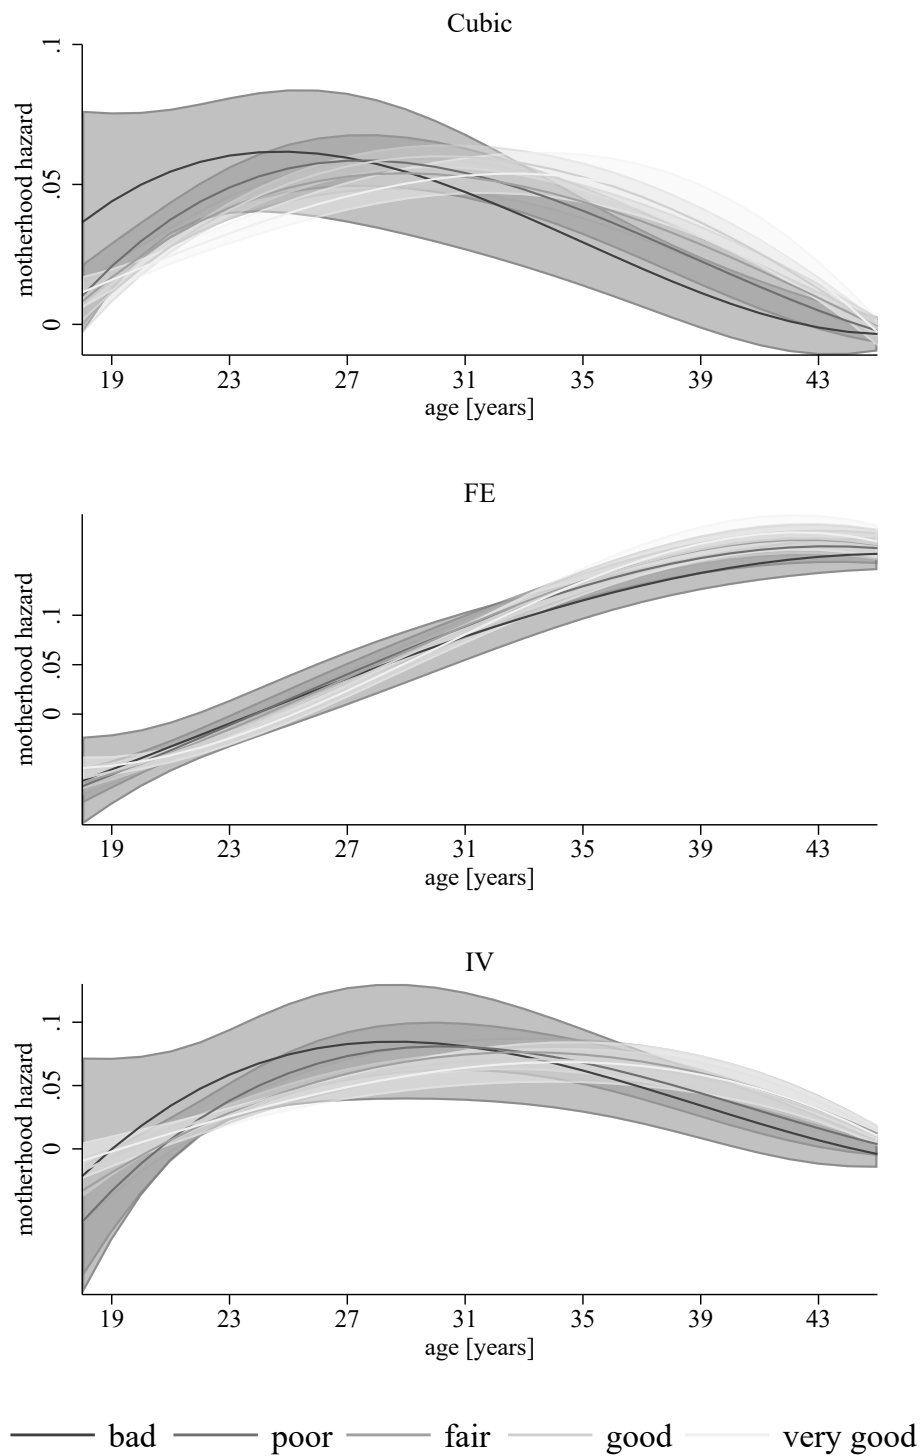 Cubic
motherhood hazard
0 .05 .1
19 23 27 31 35 39 43
age [years]
FE
motherhood hazard
0 .05 .1
19 23 27 31 35 39 43
age [years]
IV
motherhood hazard
0 .05 .1
19 23 27 31 35 39 43
age [years]
bad poor fair good very good